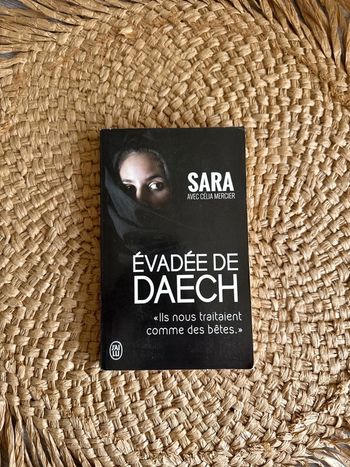 SARA
AVEC CÉLIA MERCIER
ÉVADÉE DE
DAECH
«Ils nous traitaient
comme des bêtes.»
J'AI
LU